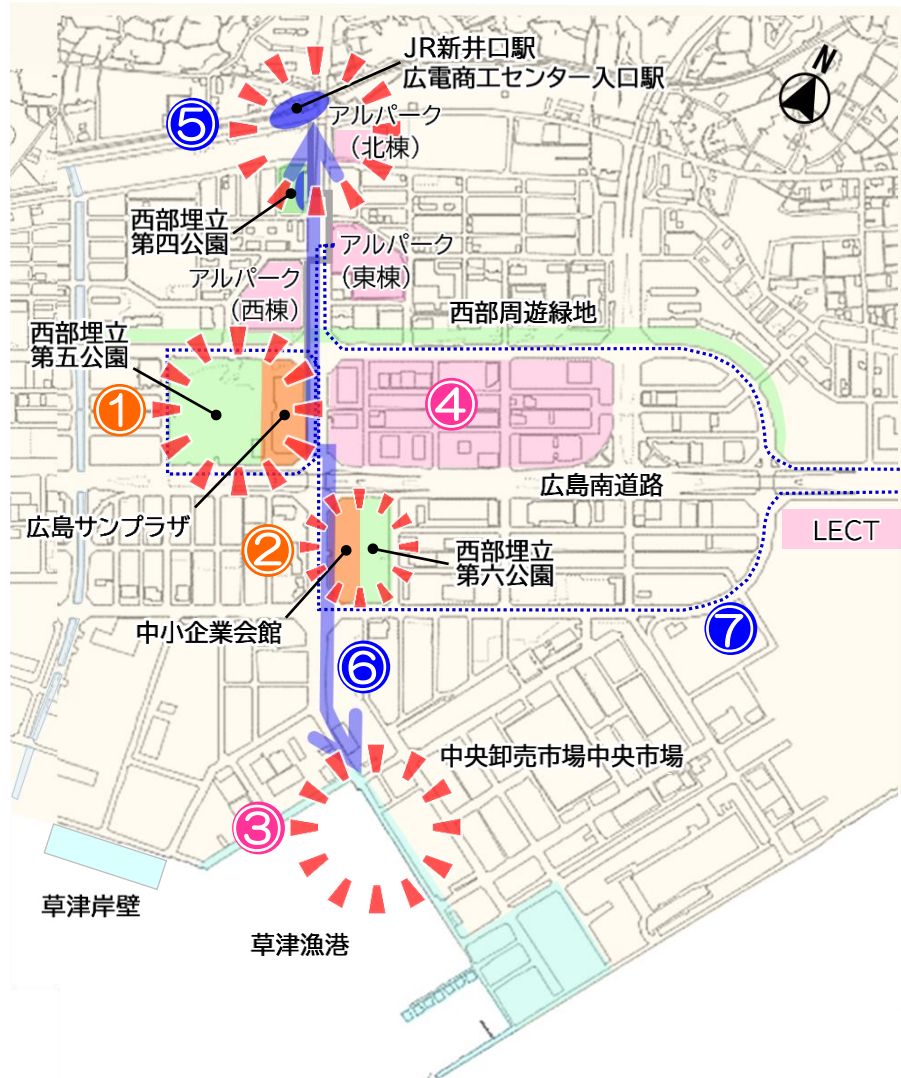 JR新井口駅
広電商工センター入口駅
N
⑤
アルパーク
(北棟)
西部埋立
第四公園
アルパーク
(東棟)
アルパーク
(西棟)
西部周遊緑地
西部埋立
第五公園
①
④
広島南道路
広島サンプラザ
②
LECT
西部埋立
第六公園
中小企業会館
⑦
⑥
中央卸売市場中央市場
③
草津岸壁
草津漁港